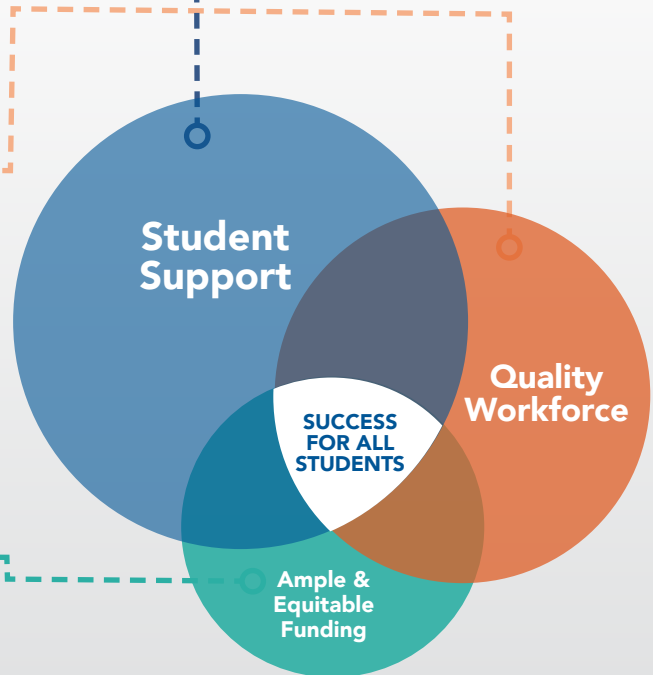 Student
Support
Quality
Workforce
SUCCESS
FOR ALL
STUDENTS
Ample &
Equitable
Funding